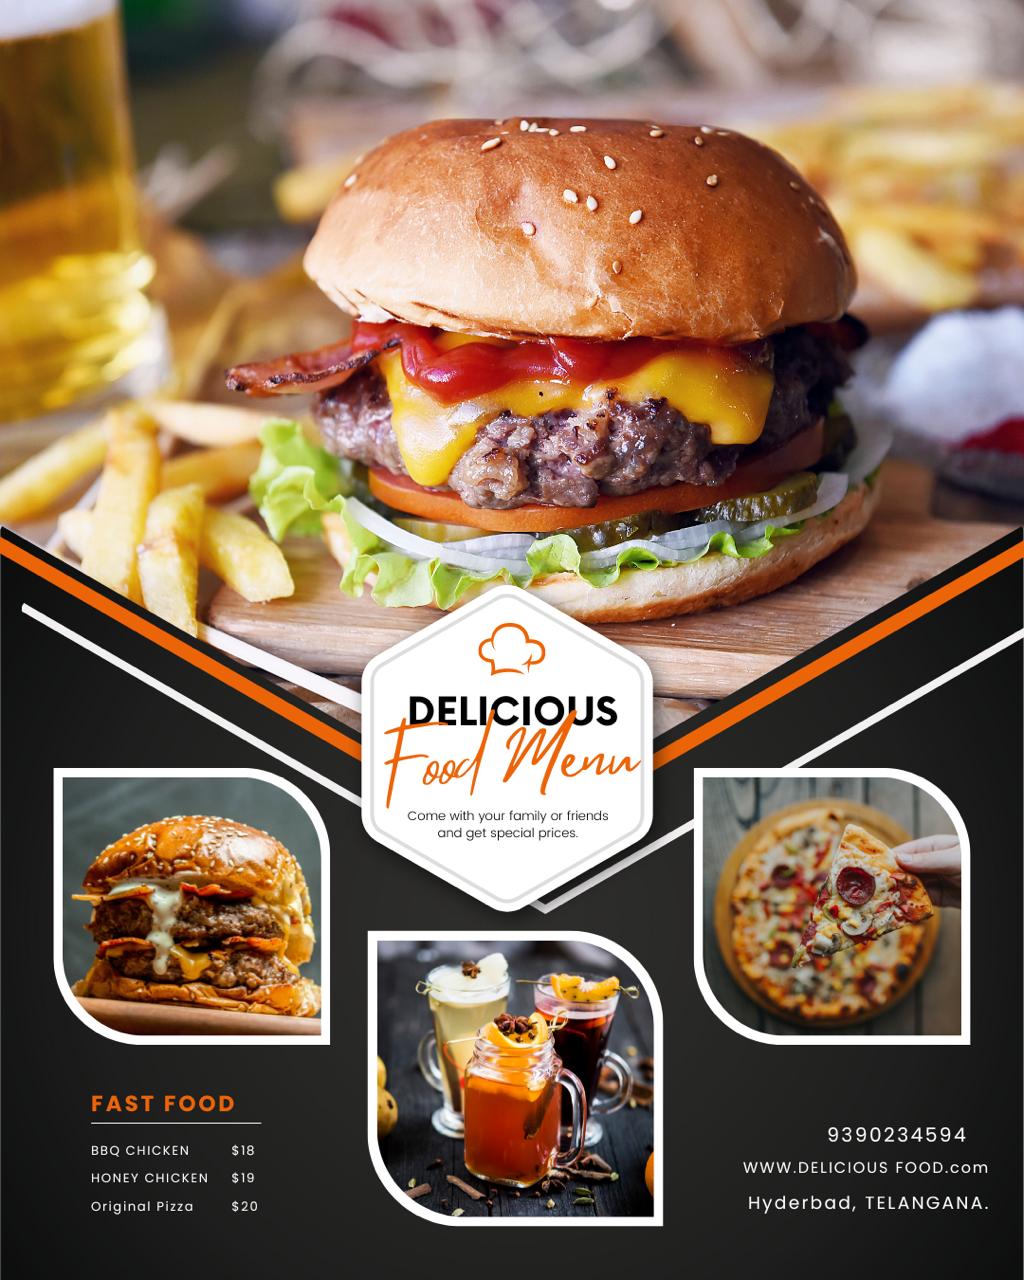 DELICIOUS
Food Menu
Come with your family or friends
and get special prices.
FAST FOOD
BBQ CHICKEN $18
HONEY CHICKEN $19
Original Pizza $20
9390234594
WWW.DELICIOUS FOOD.com
Hyderbad, TELANGANA.